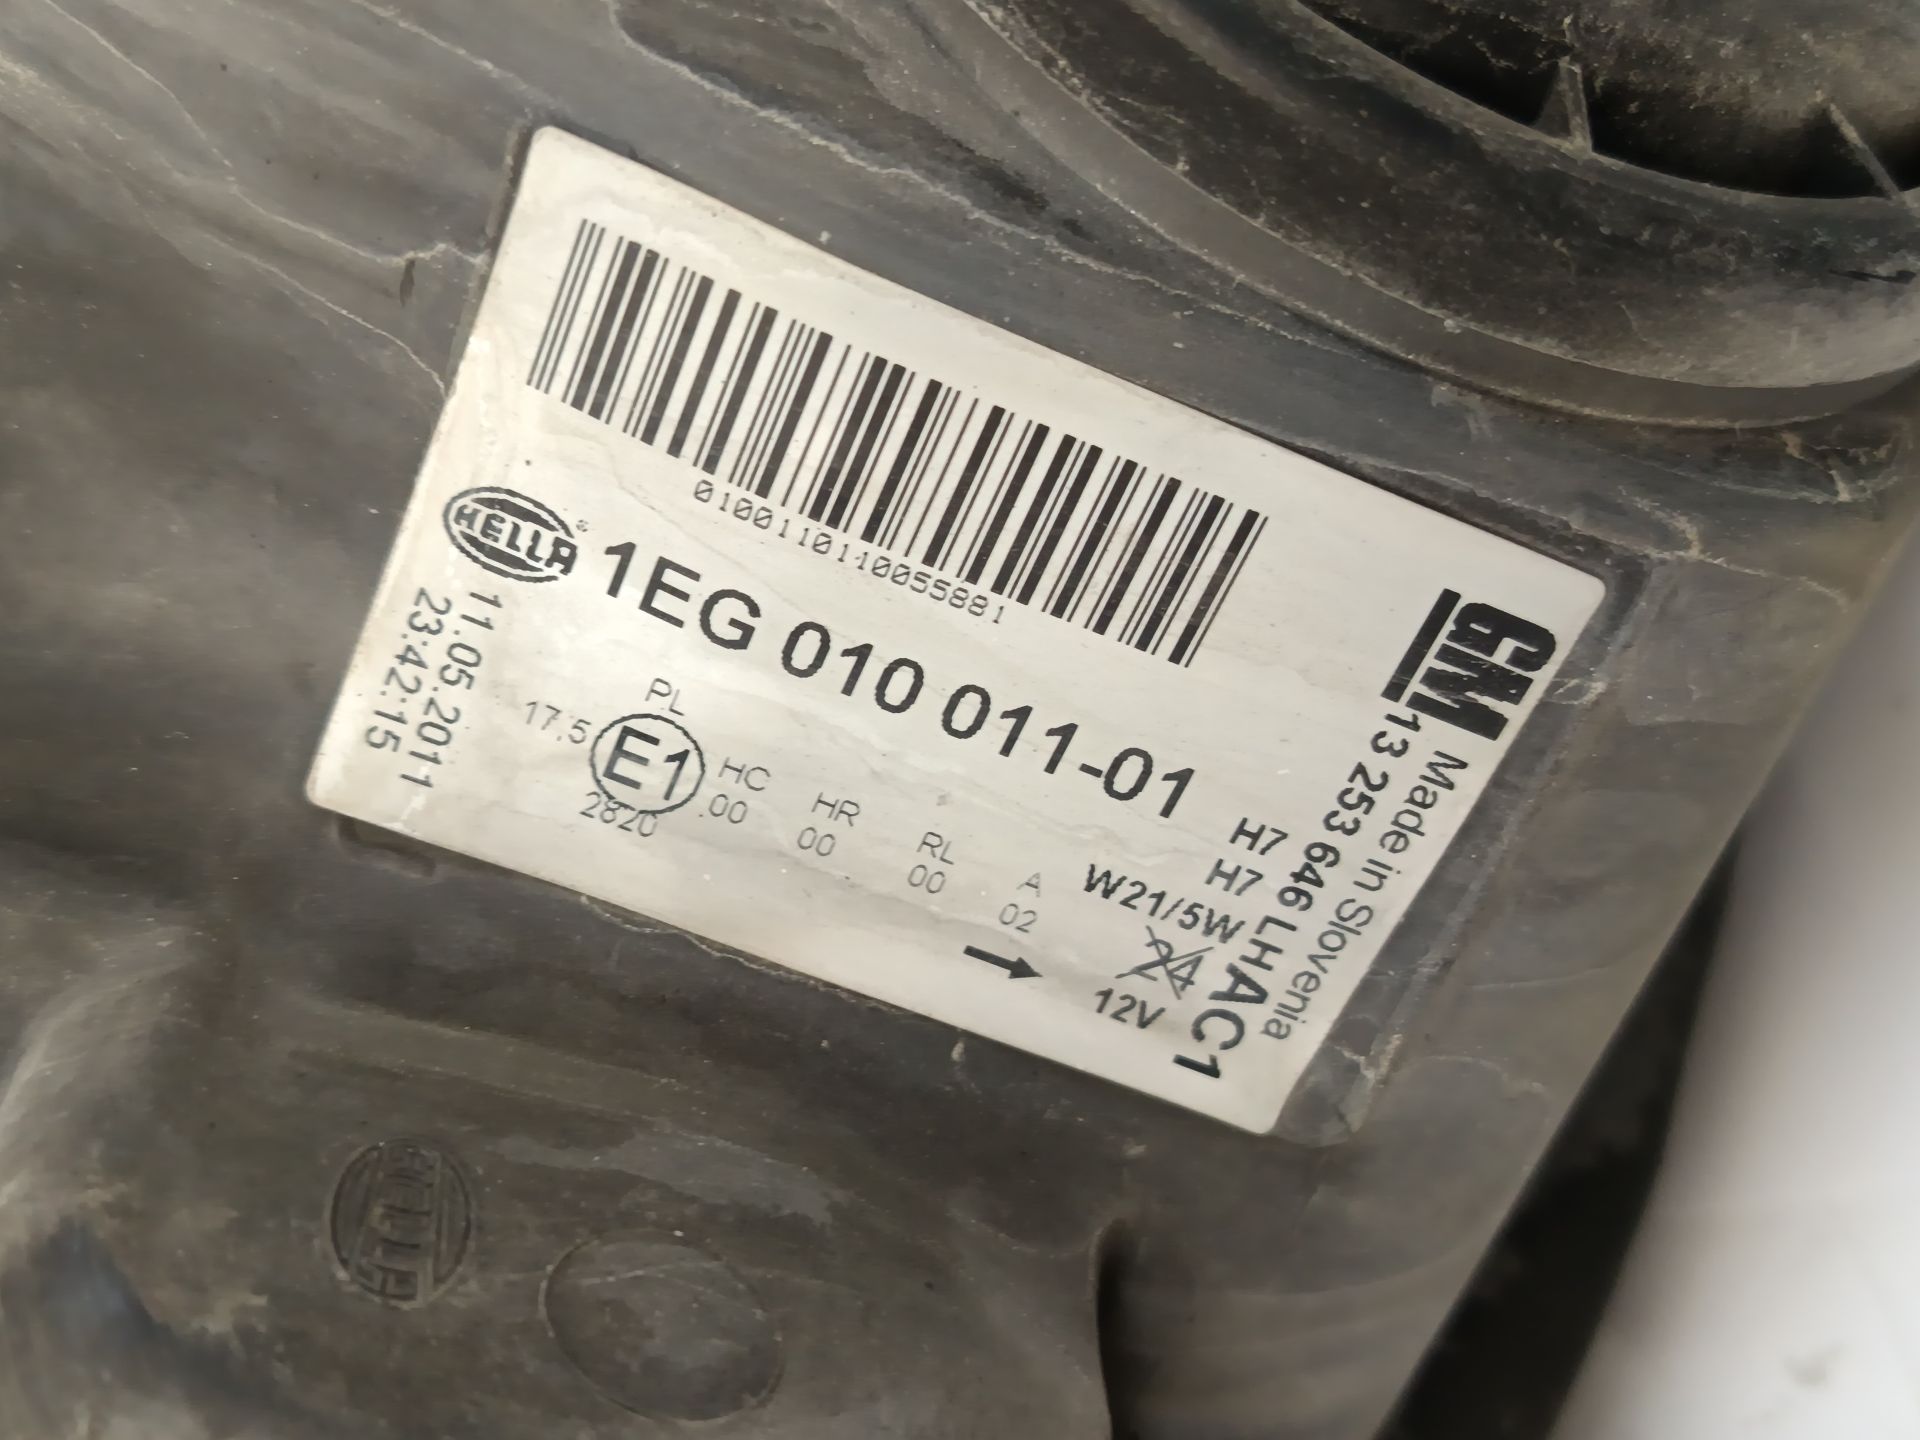 0100110110055881
HELLA ® 1EG 010 011-01
11.05.2011
23:42:15
PL
17.5 E1 HC HR RL A
2820 .00 00 00 02
H7
H7
W21/5W
24
12V
GM 13 253 646 LHAC1
Made in Slovenia
HELLA